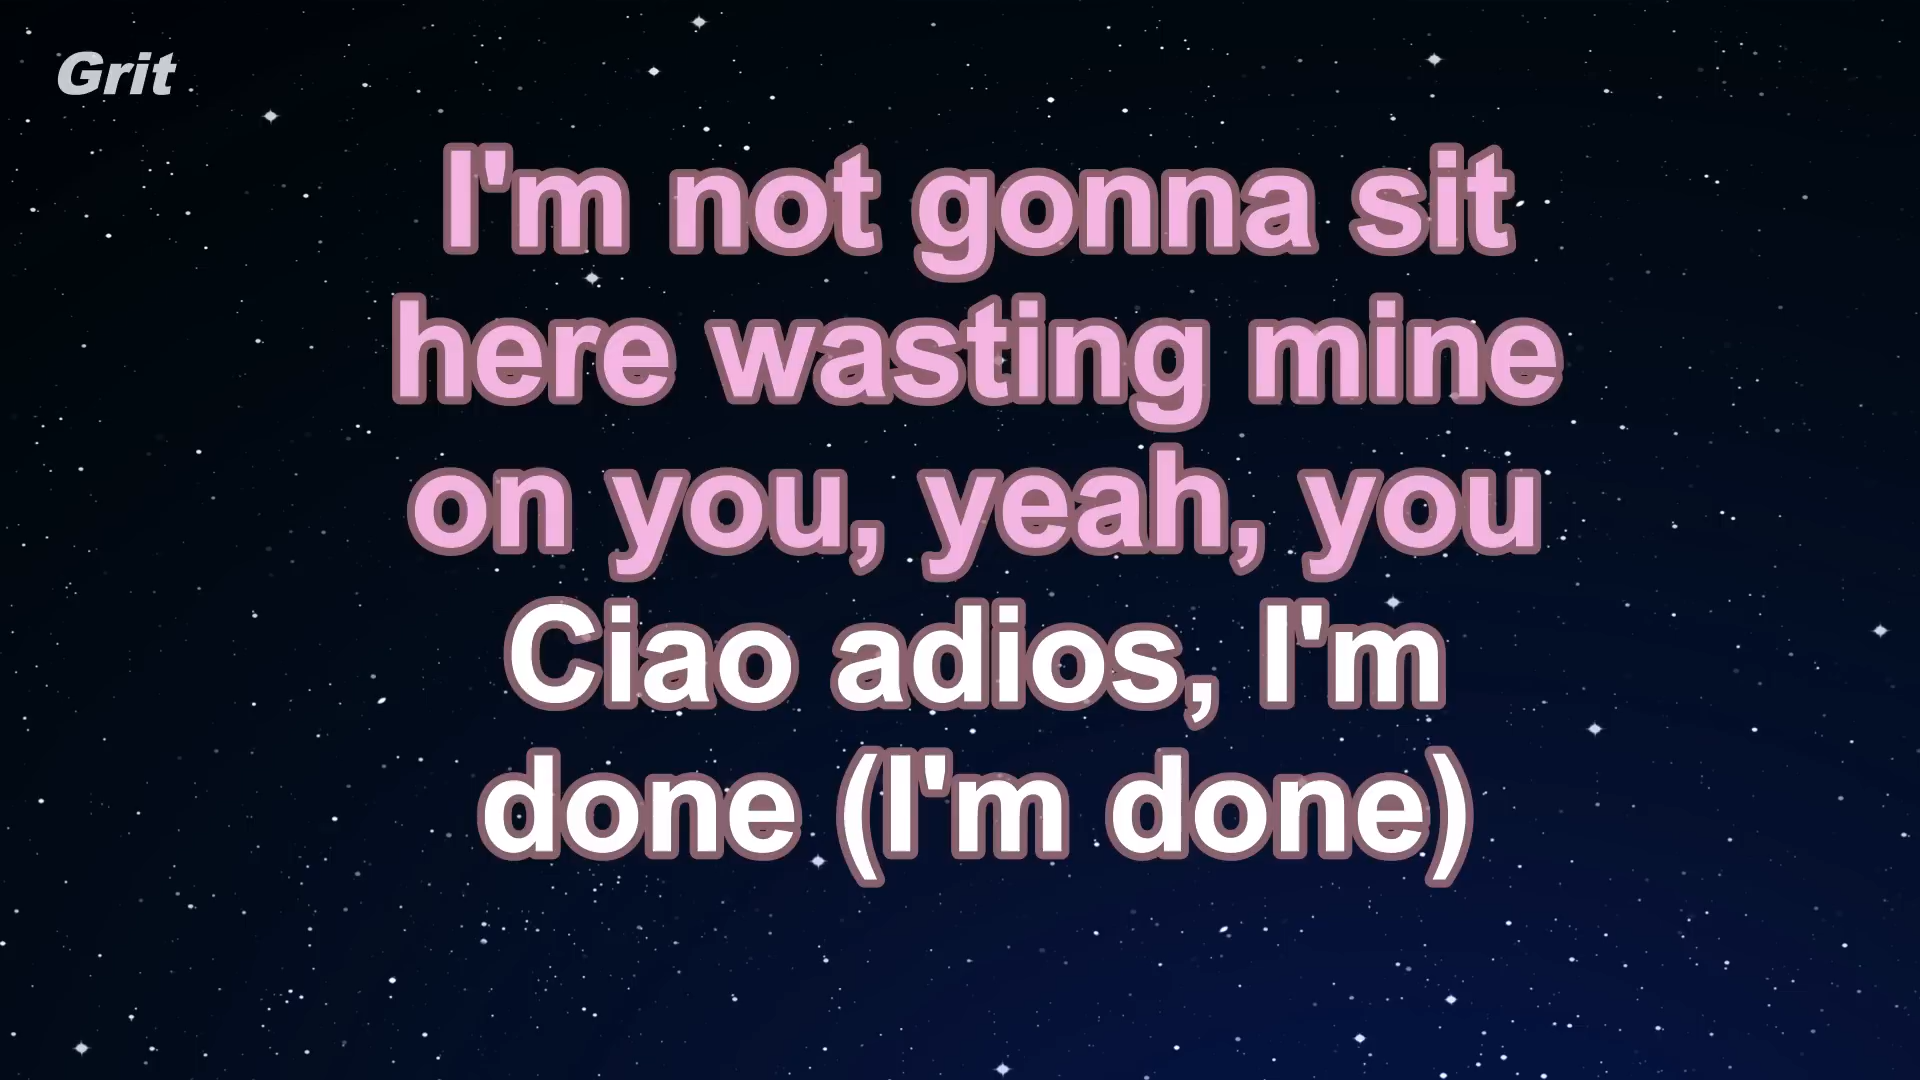 Grit
I'm not gonna sit
here wasting mine
on you, yeah, you
Ciao adios, I'm
done (I'm done)